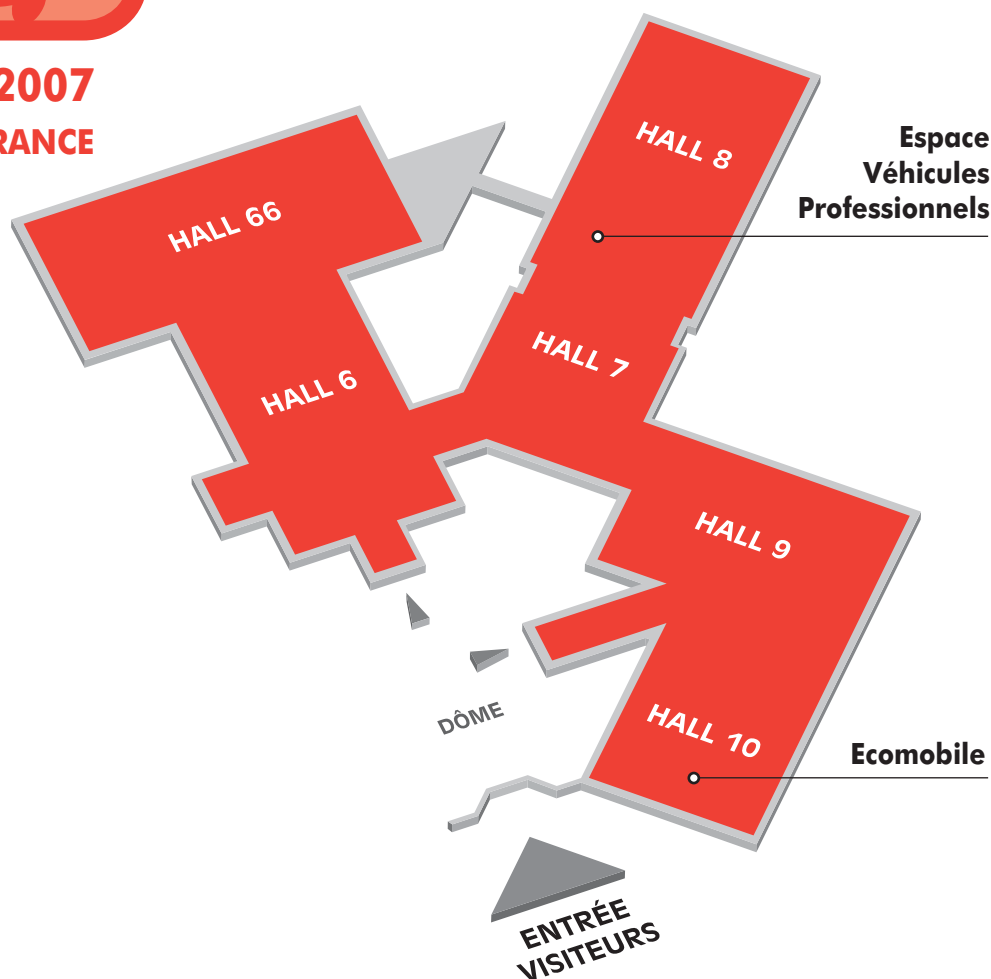 2007
RANCE
HALL 8
Espace
Véhicules
Professionnels
HALL 66
HALL 7
HALL 6
HALL 9
DÔME
HALL 10
Ecomobile
ENTRÉE
VISITEURS